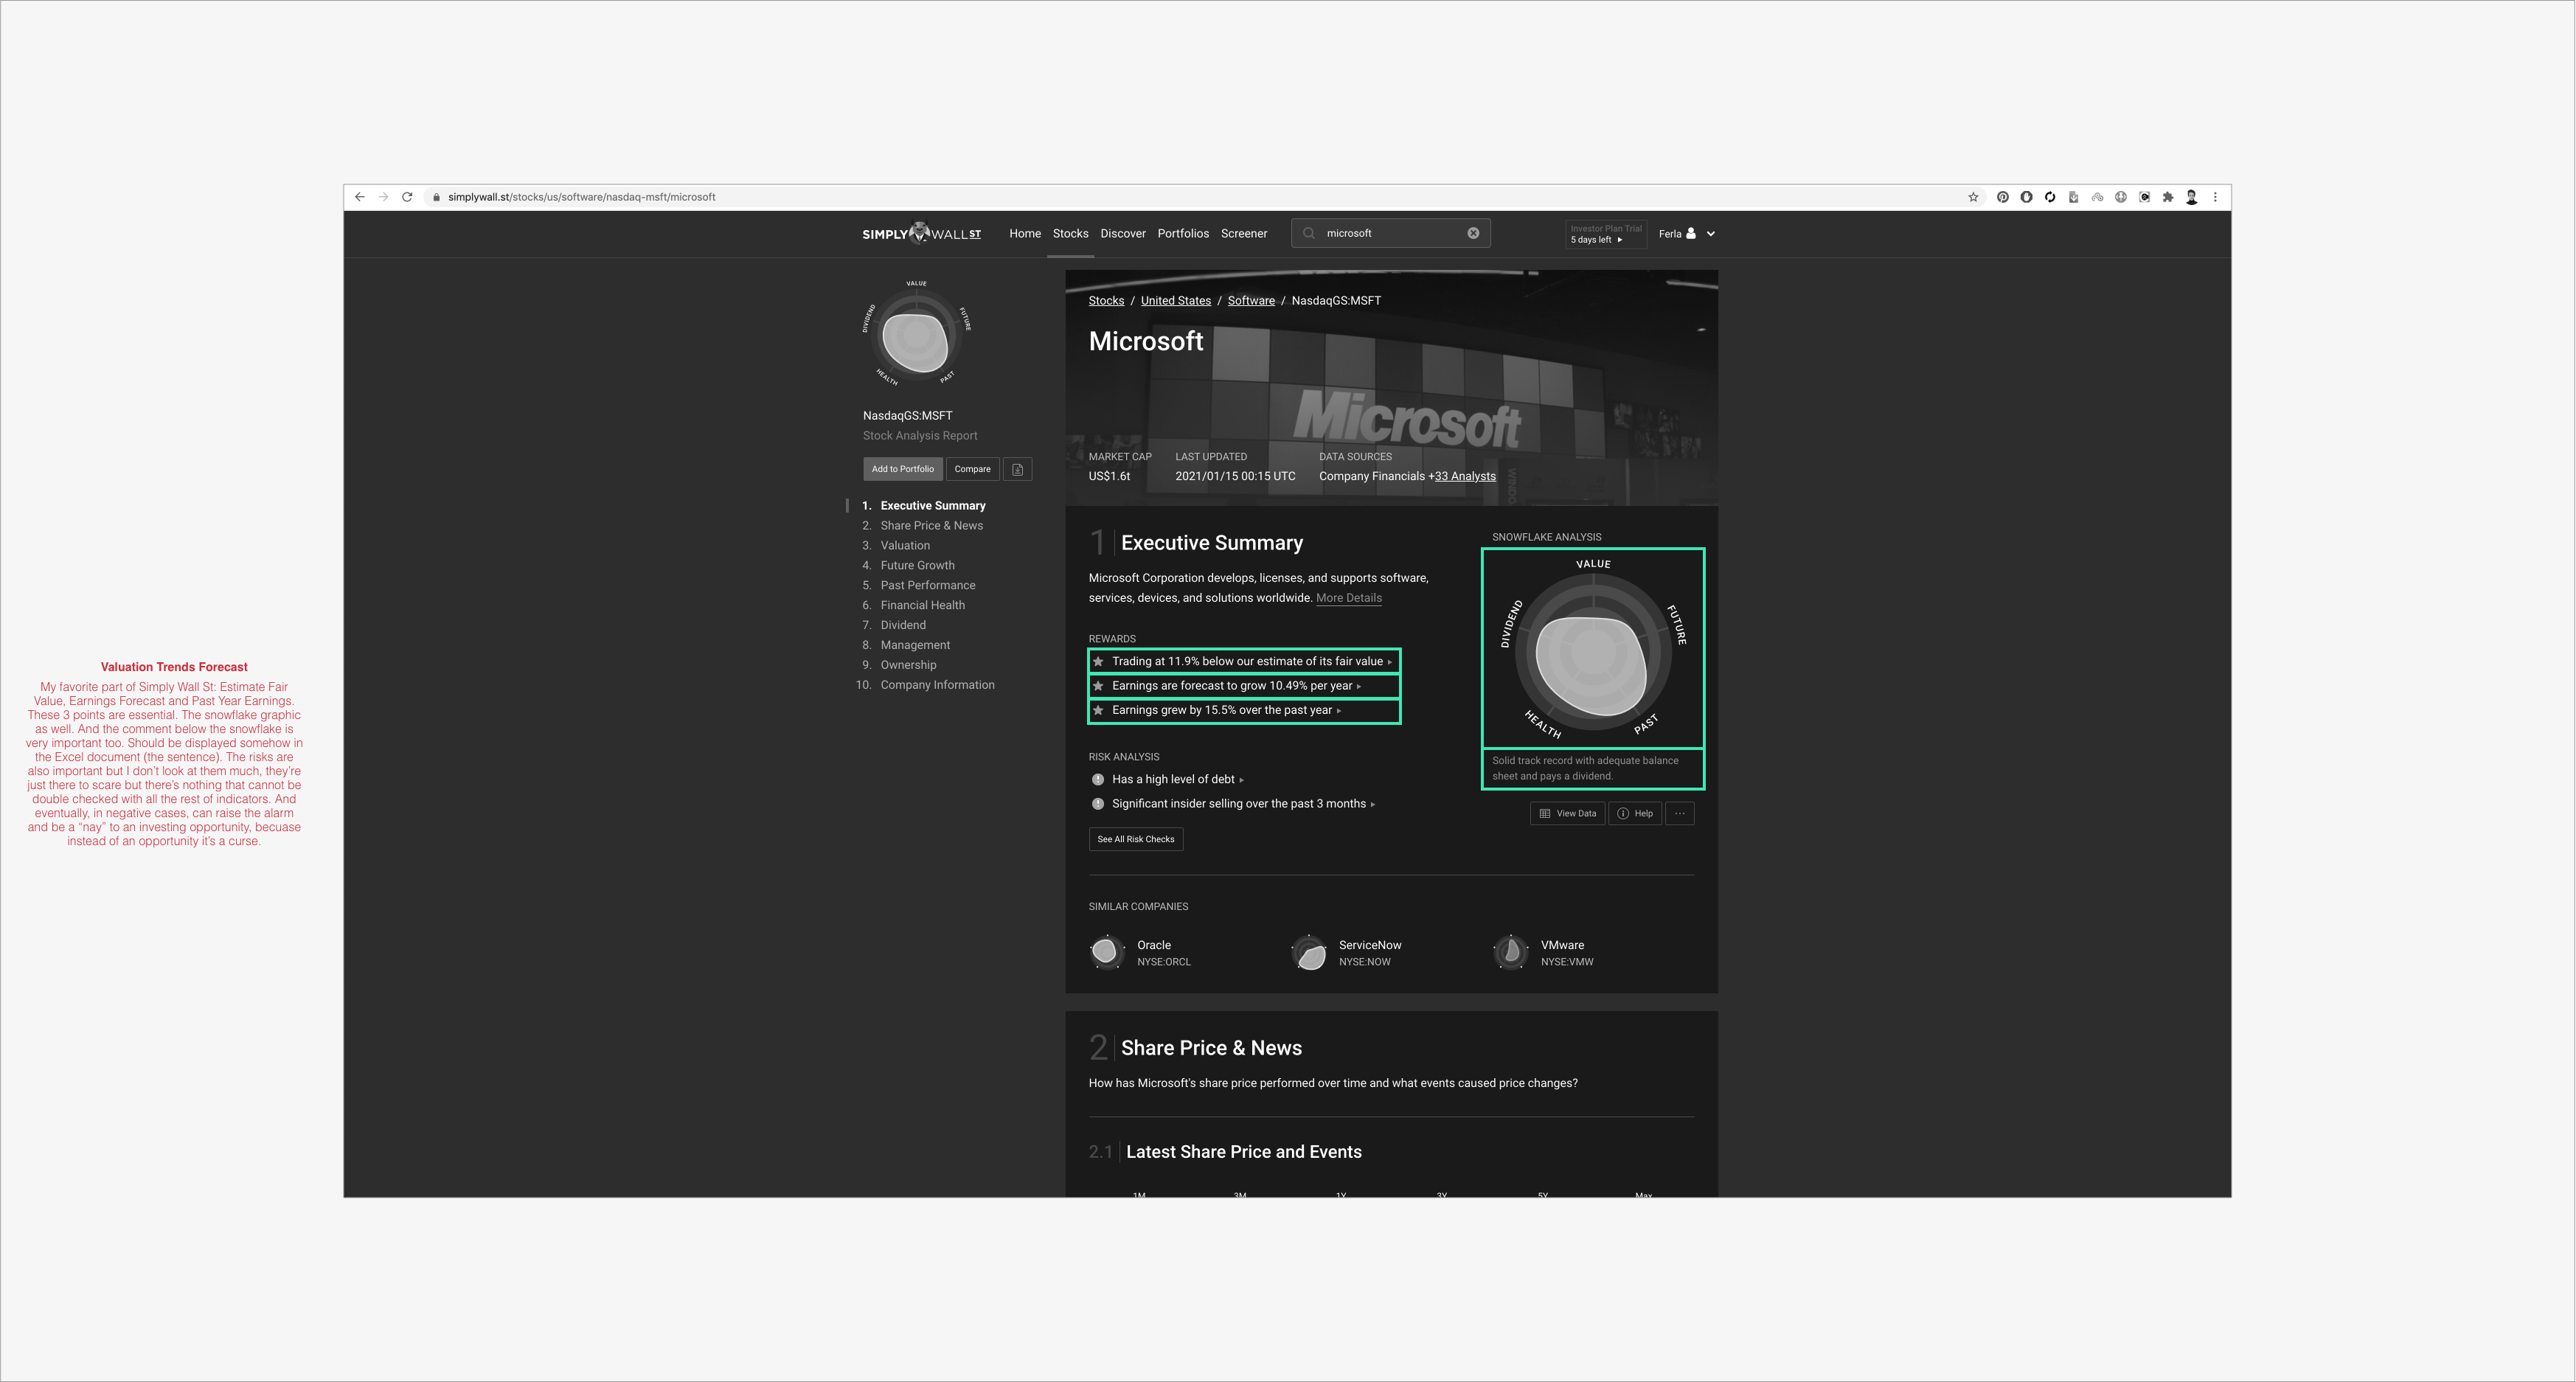 simplywall.st/stocks/us/software/nasdaq-msft/microsoft
SIMPLY WALL ST
Home
Stocks
Discover
Portfolios
Screener
microsoft
Investor Plan Trial
5 days left
Ferla
VALUE
FUTURE
PAST
HEALTH
DIVIDEND
NasdaqGS:MSFT
Stock Analysis Report
Add to Portfolio
Compare
1. Executive Summary
2. Share Price & News
3. Valuation
4. Future Growth
5. Past Performance
6. Financial Health
7. Dividend
8. Management
9. Ownership
10. Company Information
Stocks / United States / Software / NasdaqGS:MSFT
Microsoft
Microsoft
MARKET CAP
US$1.6t
LAST UPDATED
2021/01/15 00:15 UTC
DATA SOURCES
Company Financials +33 Analysts
1 Executive Summary
Microsoft Corporation develops, licenses, and supports software,
services, devices, and solutions worldwide. More Details
REWARDS
Trading at 11.9% below our estimate of its fair value
Earnings are forecast to grow 10.49% per year
Earnings grew by 15.5% over the past year
RISK ANALYSIS
Has a high level of debt
Significant insider selling over the past 3 months
See All Risk Checks
SNOWFLAKE ANALYSIS
VALUE
FUTURE
PAST
HEALTH
DIVIDEND
Solid track record with adequate balance
sheet and pays a dividend.
View Data
Help
...
SIMILAR COMPANIES
Oracle
NYSE:ORCL
ServiceNow
NYSE:NOW
VMware
NYSE:VMW
2 Share Price & News
How has Microsoft's share price performed over time and what events caused price changes?
2.1 Latest Share Price and Events
1M
3M
1Y
3Y
5Y
Max
Valuation Trends Forecast
My favorite part of Simply Wall St: Estimate Fair
Value, Earnings Forecast and Past Year Earnings.
These 3 points are essential. The snowflake graphic
as well. And the comment below the snowflake is
very important too. Should be displayed somehow in
the Excel document (the sentence). The risks are
also important but I don't look at them much, they're
just there to scare but there's nothing that cannot be
double checked with all the rest of indicators. And
eventually, in negative cases, can raise the alarm
and be a “nay” to an investing opportunity, becuase
instead of an opportunity it's a curse.